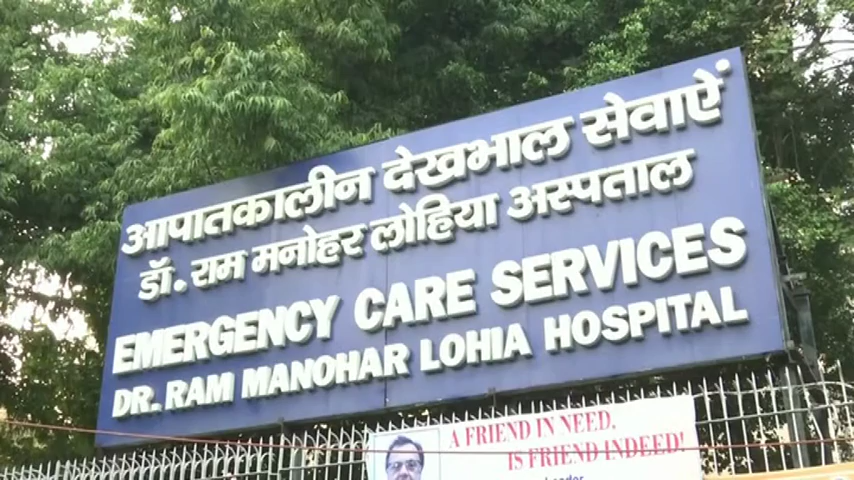 आपातकालीन देखभाल सेवाऐं
डॉ. राम मनोहर लोहिया अस्पताल
EMERGENCY CARE SERVICES
DR. RAM MANOHAR LOHIA HOSPITAL
A FRIEND IN NEED,
IS FRIEND INDEED!